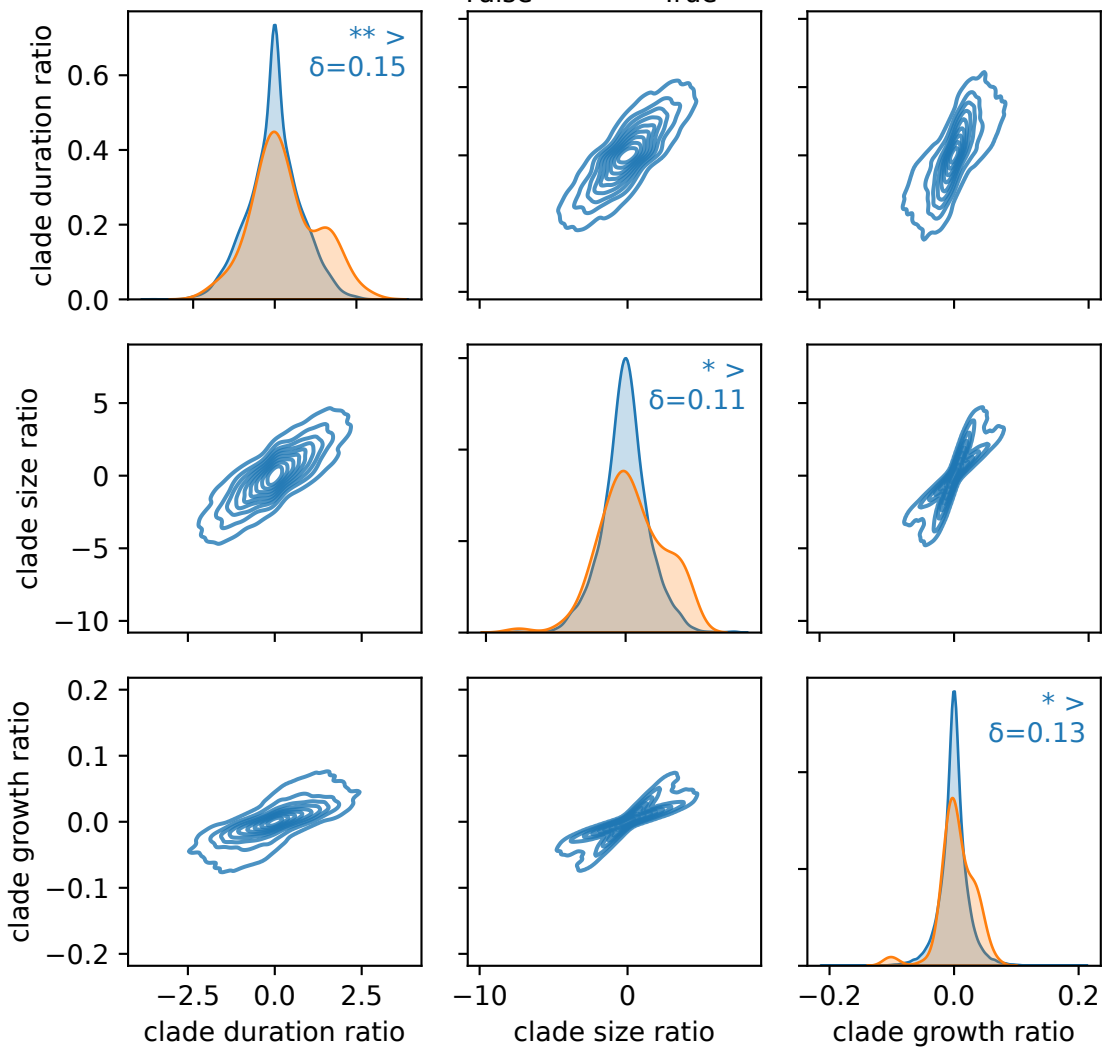 clade duration ratio
0.6
0.4
0.2
0.0
** >
δ=0.15
clade size ratio
5
0
−5
−10
* >
δ=0.11
clade growth ratio
0.2
0.1
0.0
−0.1
−0.2
* >
δ=0.13
−2.5 0.0 2.5
−10 0
−0.2 0.0 0.2
clade duration ratio
clade size ratio
clade growth ratio